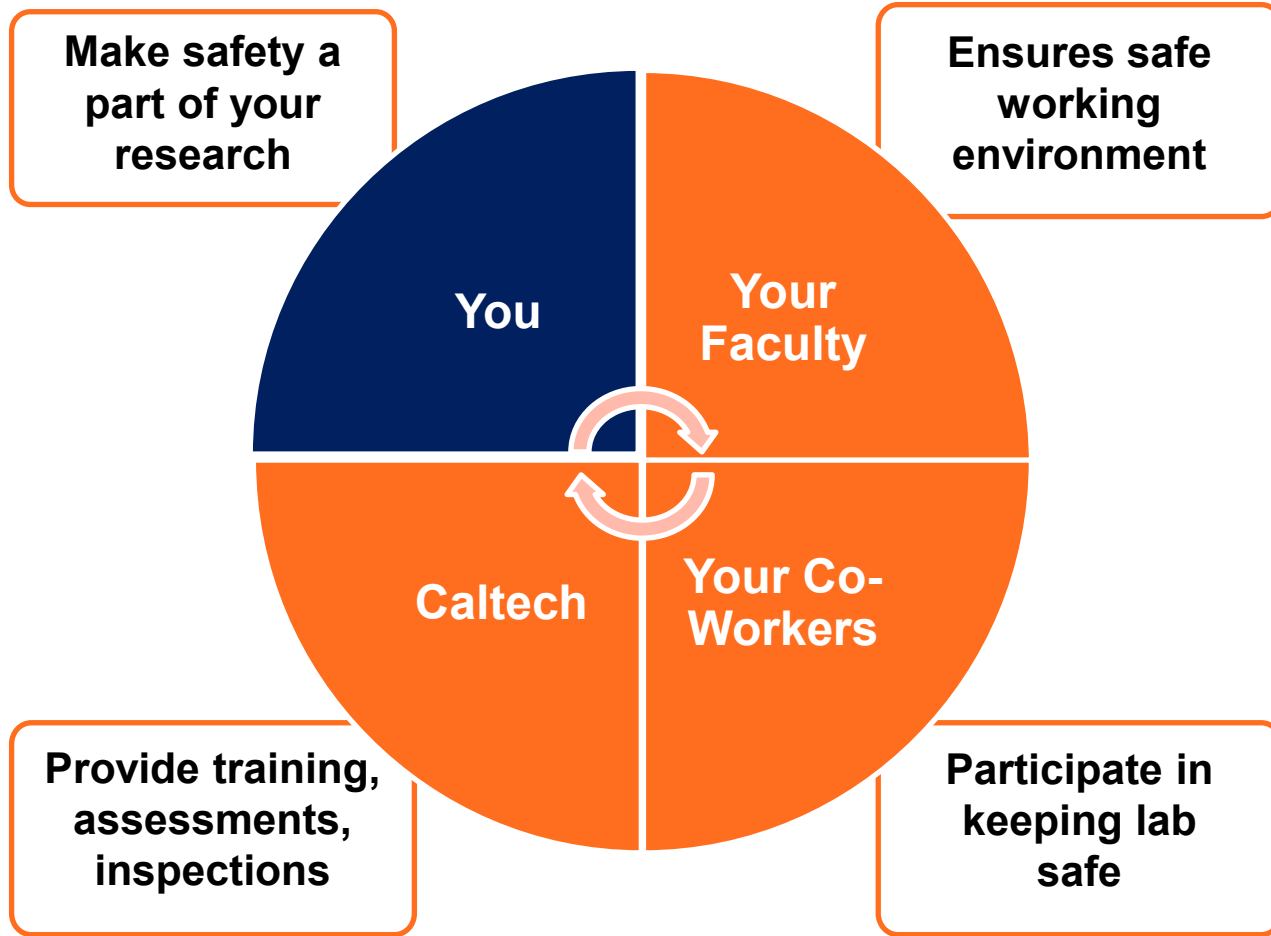 Make safety a
part of your
research
Ensures safe
working
environment
You
Your
Faculty
Caltech
Your Co-
Workers
Provide training,
assessments,
inspections
Participate in
keeping lab
safe